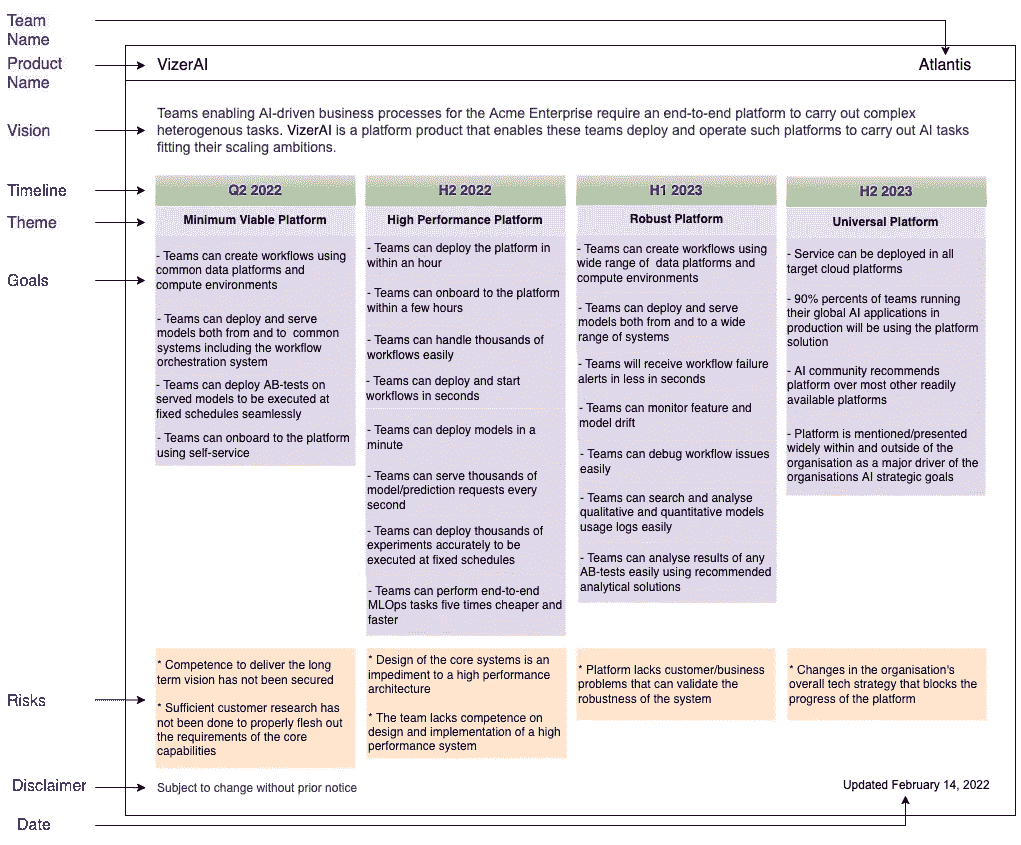 Team
Name
Product
Name
VizerAI
Atlantis
Vision
Teams enabling AI-driven business processes for the Acme Enterprise require an end-to-end platform to carry out complex
heterogenous tasks. VizerAI is a platform product that enables these teams deploy and operate such platforms to carry out AI tasks
fitting their scaling ambitions.
Timeline
Q2 2022
H2 2022
H1 2023
H2 2023
Theme
Minimum Viable Platform
High Performance Platform
Robust Platform
Universal Platform
Goals
- Teams can create workflows using
common data platforms and
compute environments
- Teams can deploy and serve
models both from and to common
systems including the workflow
orchestration system
- Teams can deploy AB-tests on
served models to be executed at
fixed schedules seamlessly
- Teams can onboard to the platform
using self-service
- Teams can deploy the platform in
within an hour
- Teams can onboard to the platform
within a few hours
- Teams can handle thousands of
workflows easily
- Teams can deploy and start
workflows in seconds
- Teams can deploy models in a
minute
- Teams can serve thousands of
model/prediction requests every
second
- Teams can deploy thousands of
experiments accurately to be
executed at fixed schedules
- Teams can perform end-to-end
MLOps tasks five times cheaper and
faster
- Teams can create workflows using
wide range of data platforms and
compute environments
- Teams can deploy and serve
models both from and to a wide
range of systems
- Teams will receive workflow failure
alerts in less in seconds
- Teams can monitor feature and
model drift
- Teams can debug workflow issues
easily
- Teams can search and analyse
qualitative and quantitative models
usage logs easily
- Teams can analyse results of any
AB-tests easily using recommended
analytical solutions
- Service can be deployed in all
target cloud platforms
- 90% percents of teams running
their global AI applications in
production will be using the platform
solution
- AI community recommends
platform over most other readily
available platforms
- Platform is mentioned/presented
widely within and outside of the
organisation as a major driver of the
organisations AI strategic goals
Risks
* Competence to deliver the long
term vision has not been secured
* Sufficient customer research has
not been done to properly flesh out
the requirements of the core
capabilities
* Design of the core systems is an
impediment to a high performance
architecture
* The team lacks competence on
design and implementation of a high
performance system
* Platform lacks customer/business
problems that can validate the
robustness of the system
* Changes in the organisation's
overall tech strategy that blocks the
progress of the platform
Disclaimer
Subject to change without prior notice
Updated February 14, 2022
Date